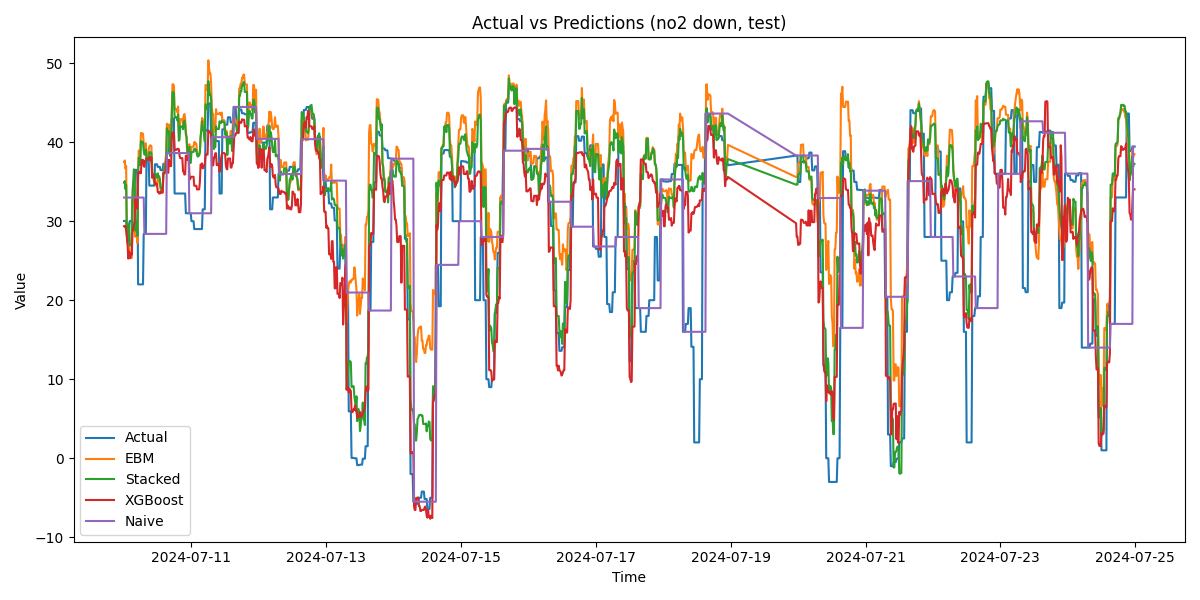 Actual vs Predictions (no2 down, test)
Value
50
40
30
20
10
0
−10
Actual
EBM
Stacked
XGBoost
Naive
2024-07-11
2024-07-13
2024-07-15
2024-07-17
2024-07-19
2024-07-21
2024-07-23
2024-07-25
Time